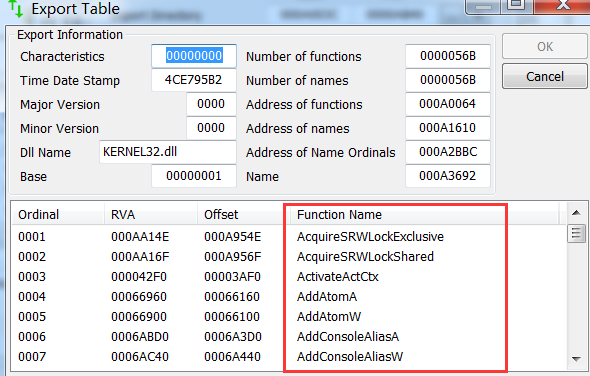 Export Table
Export Information
Characteristics 00000000 Number of functions 0000056B
OK
Time Date Stamp 4CE795B2 Number of names 0000056B
Cancel
Major Version 0000 Address of functions 000A0064
Minor Version 0000 Address of names 000A1610
Dll Name KERNEL32.dll Address of Name Ordinals 000A2BBC
Base 00000001 Name 000A3692
Ordinal RVA Offset Function Name
0001 000AA14E 000A954E AcquireSRWLockExclusive
0002 000AA16F 000A956F AcquireSRWLockShared
0003 000042F0 00003AF0 ActivateActCtx
0004 00066960 00066160 AddAtomA
0005 00066900 00066100 AddAtomW
0006 0006ABD0 0006A3D0 AddConsoleAliasA
0007 0006AC40 0006A440 AddConsoleAliasW